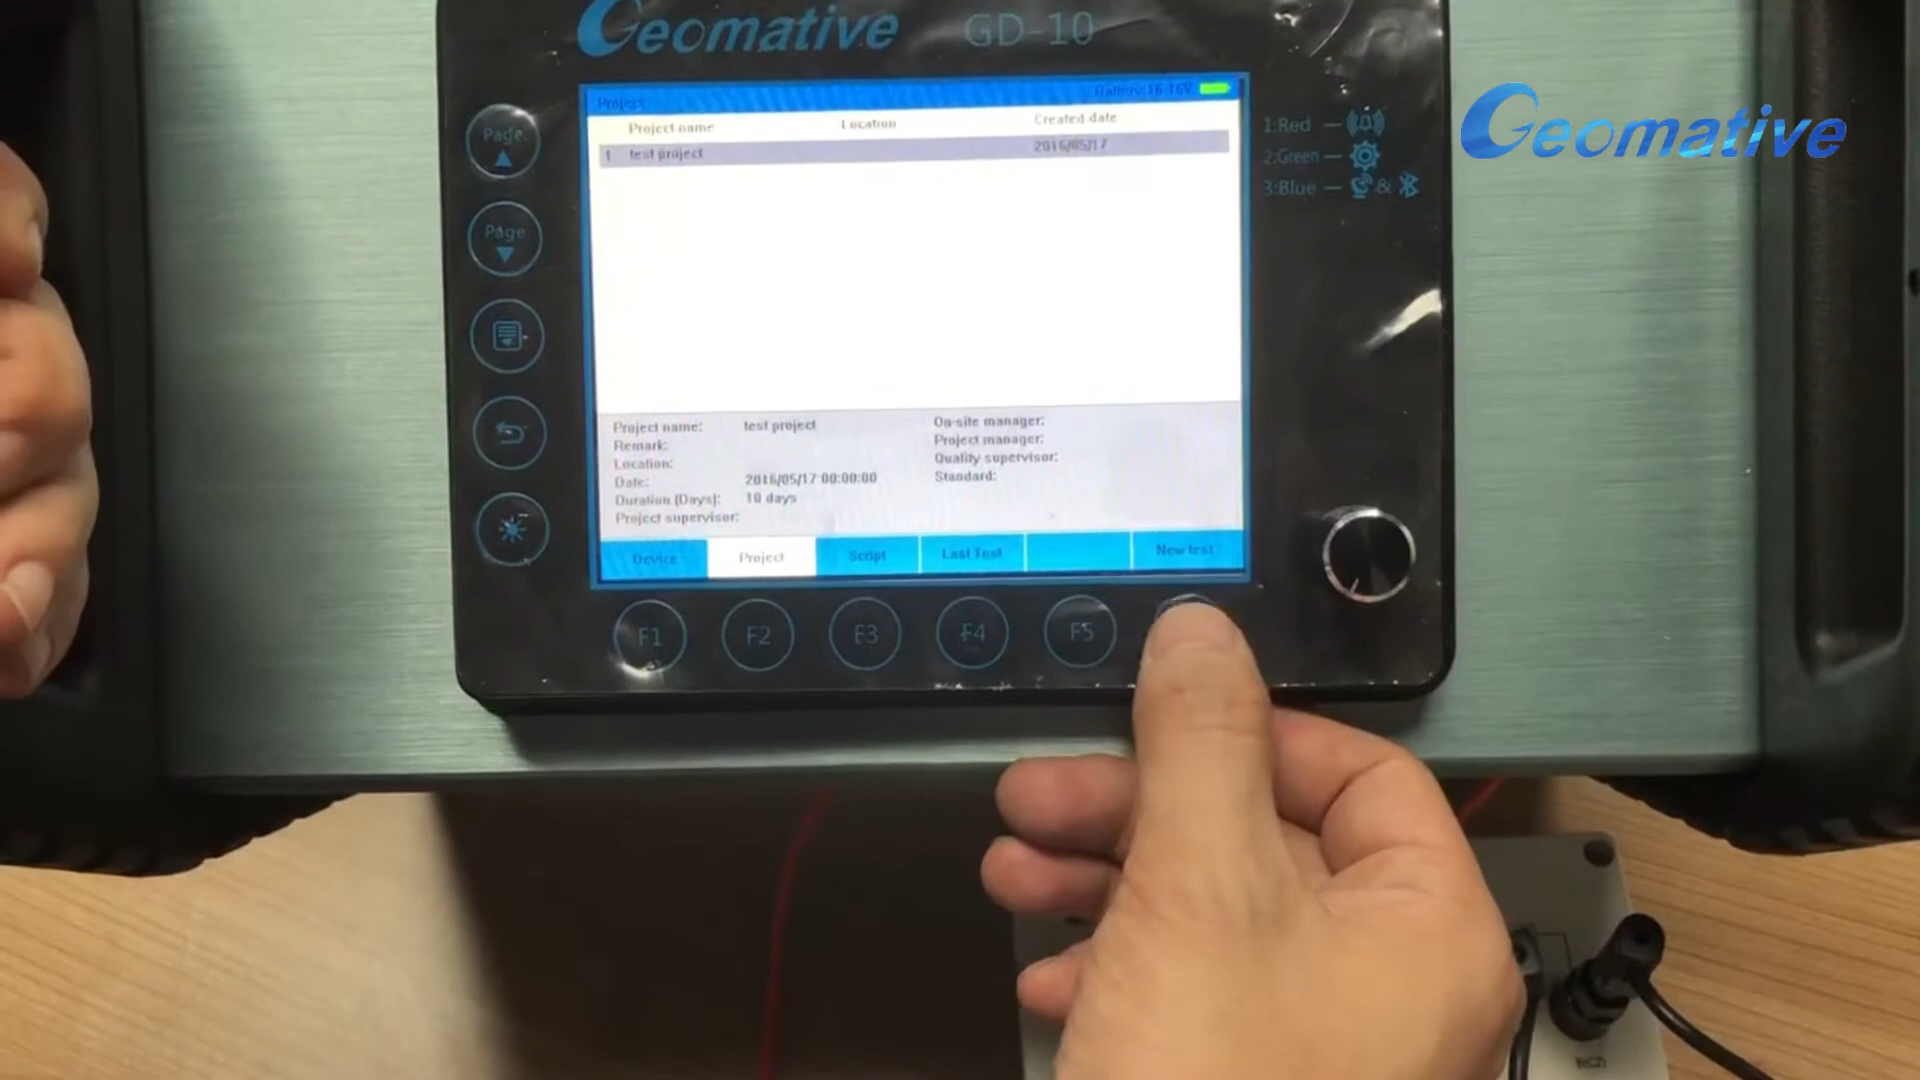 Geomative GD-10
Geomative
Project Battery:16.16V
Project name Location Created date
1 test project 2016/05/17
1:Red
2:Green
3:Blue &
Page
Page
Project name: test project
Remark:
Location:
Date: 2016/05/17 00:00:00
Duration (Days): 10 days
Project supervisor:
On-site manager:
Project manager:
Quality supervisor:
Standard:
Device Project Script Last Test New test
F1 F2 F3 F4 F5